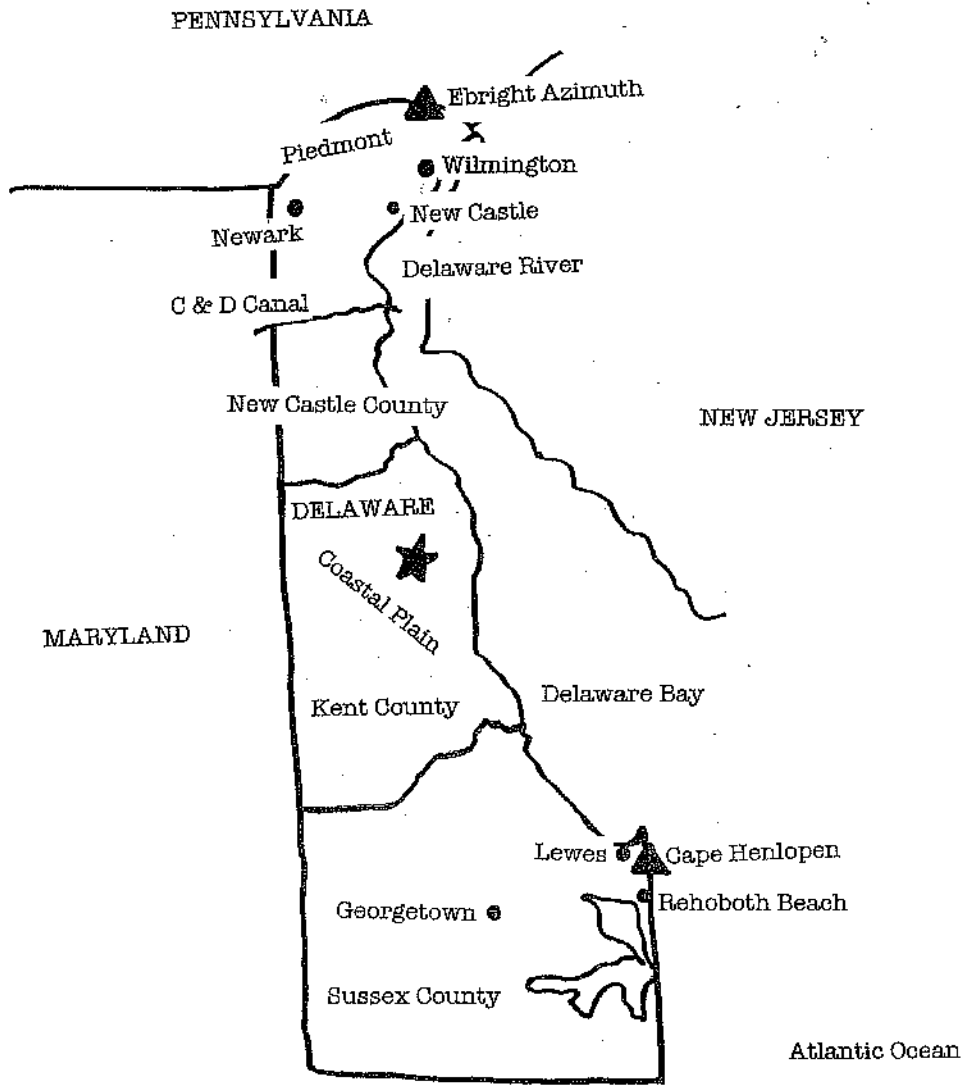 PENNSYLVANIA
Ebright Azimuth
Piedmont
Wilmington
New Castle
Newark
Delaware River
C & D Canal
New Castle County
NEW JERSEY
DELAWARE
Coastal Plain
MARYLAND
Kent County
Delaware Bay
Lewes
Cape Henlopen
Rehoboth Beach
Georgetown
Sussex County
Atlantic Ocean